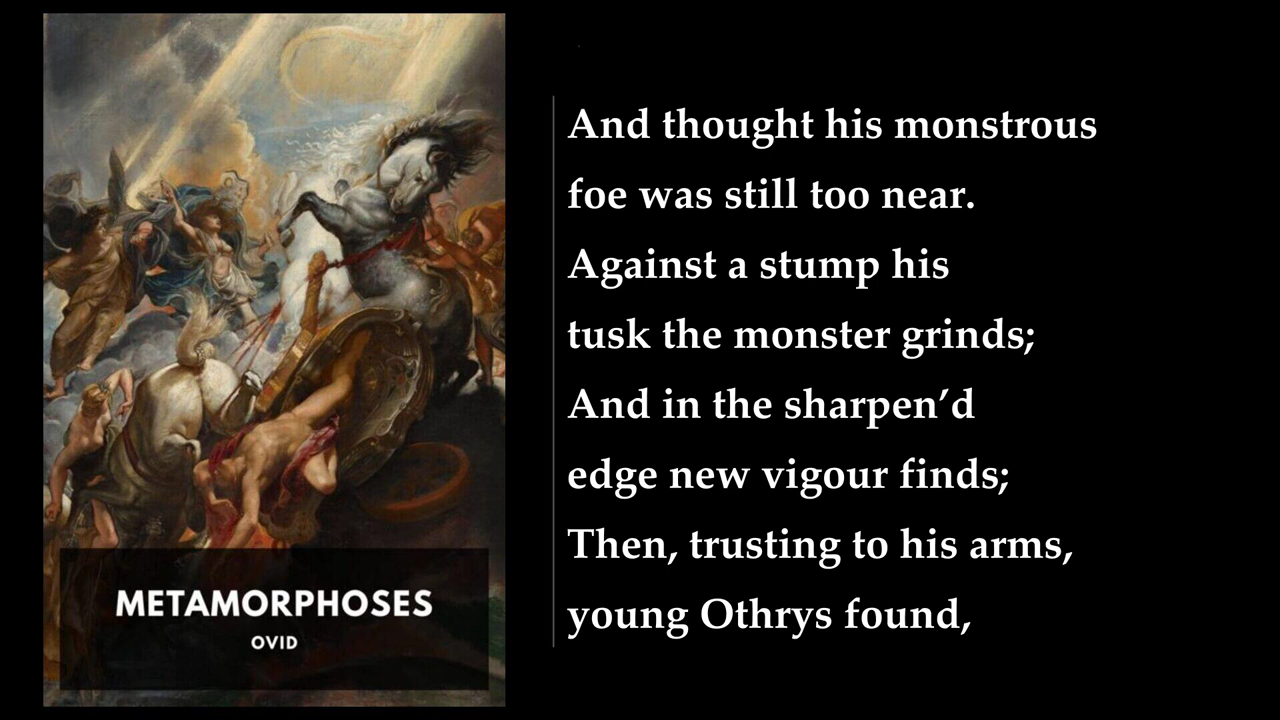 METAMORPHOSES
OVID
And thought his monstrous
foe was still too near.
Against a stump his
tusk the monster grinds;
And in the sharpen’d
edge new vigour finds;
Then, trusting to his arms,
young Othrys found,